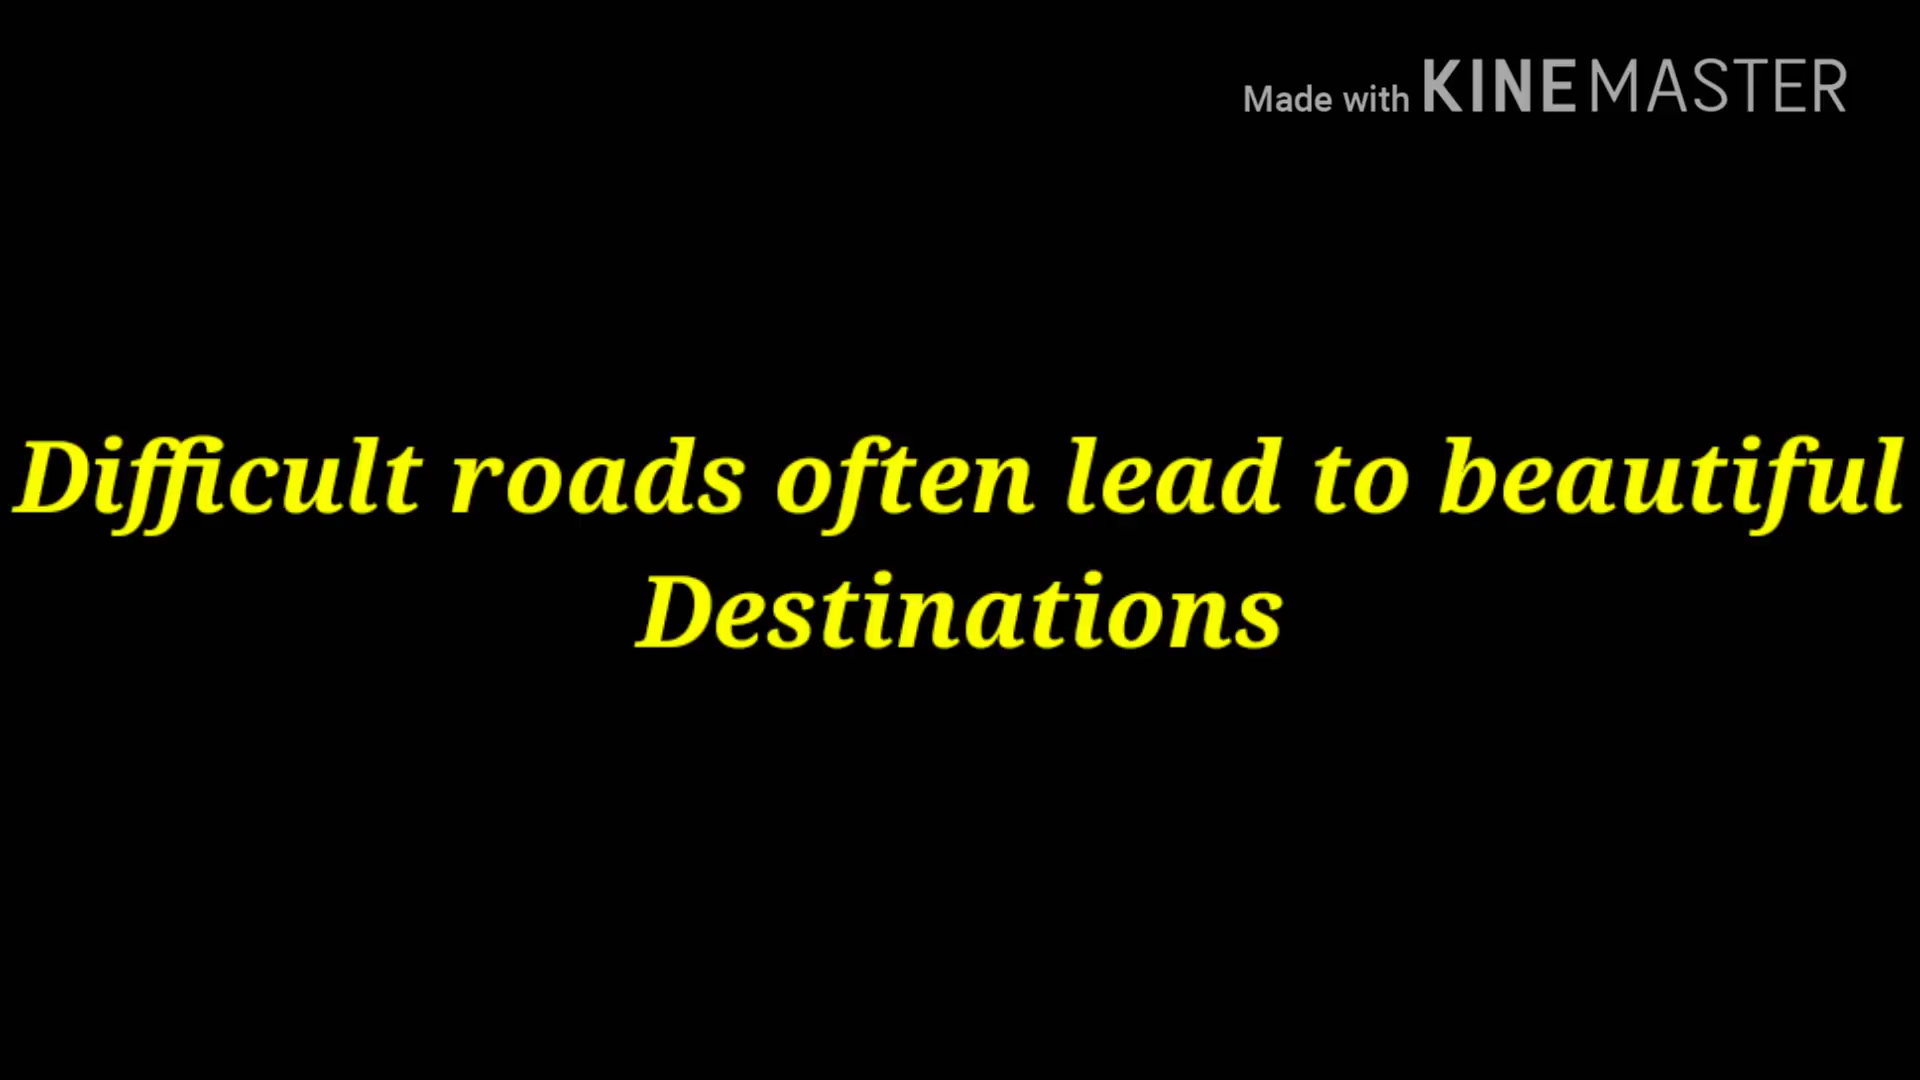 Made with KINEMASTER
Difficult roads often lead to beautiful
Destinations